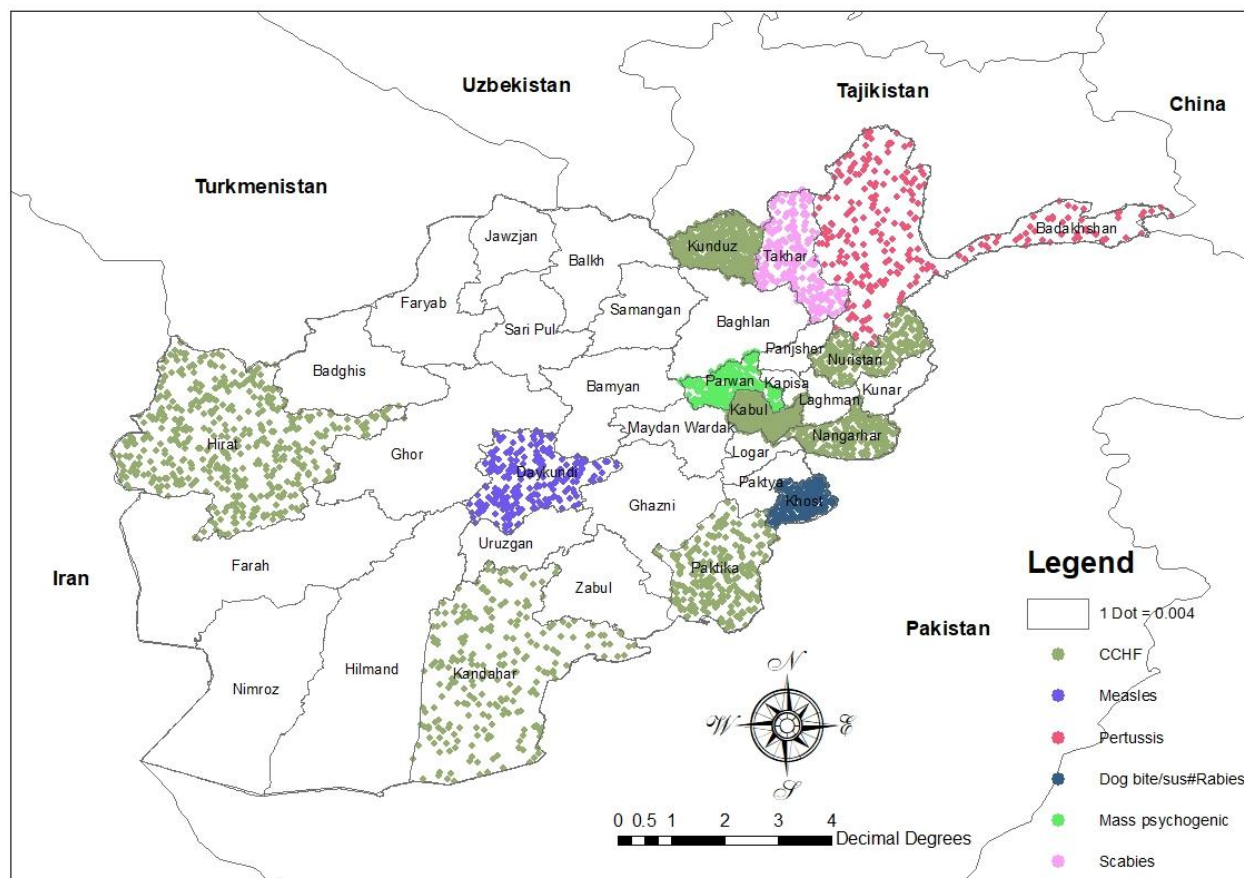 Uzbekistan
Tajikistan
China
Turkmenistan
Jawzjan
Balkh
Kunduz
Takhar
Badakhshan
Faryab
Samangan
Sari Pul
Baghlan
Panjsher
Nuristan
Badghis
Bamyan
Parwan
Kapisa
Kunar
Laghman
Kabul
Hirat
Maydan Wardak
Nangarhar
Ghor
Logar
Daykundi
Paktya
Khost
Ghazni
Uruzgan
Farah
Paktika
Zabul
Iran
Pakistan
Kandahar
Hilmand
Nimroz
N
W
E
S
0 0.5 1 2 3 4
Decimal Degrees
Legend
1 Dot = 0.004
CCHF
Measles
Pertussis
Dog bite/sus#Rabies
Mass psychogenic
Scabies